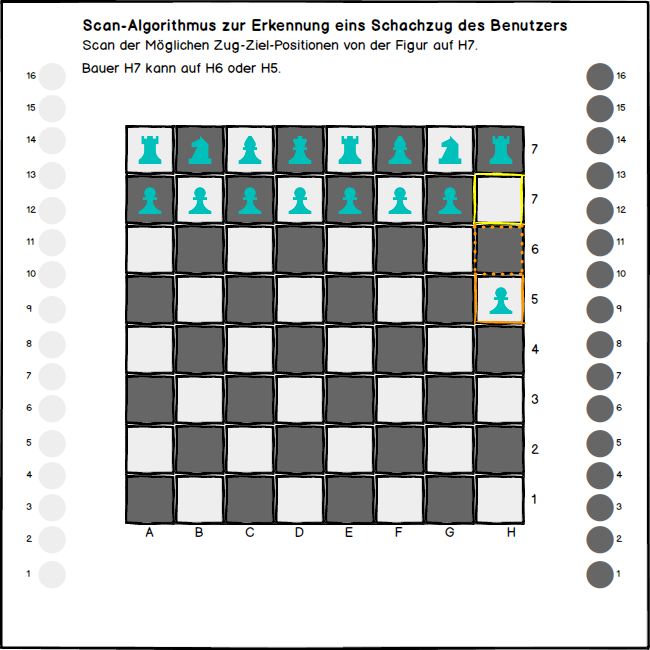 Scan-Algorithmus zur Erkennung eins Schachzug des Benutzers
Scan der Möglichen Zug-Ziel-Positionen von der Figur auf H7.
Bauer H7 kann auf H6 oder H5.
16 16
15 15
14 14
7
13 13
7
12 12
11 11
6
10 10
9 5 9
8 8
4
7 7
6 3 6
5 5
2
4 4
3 1 3
2 A B C D E F G H 2
1 1